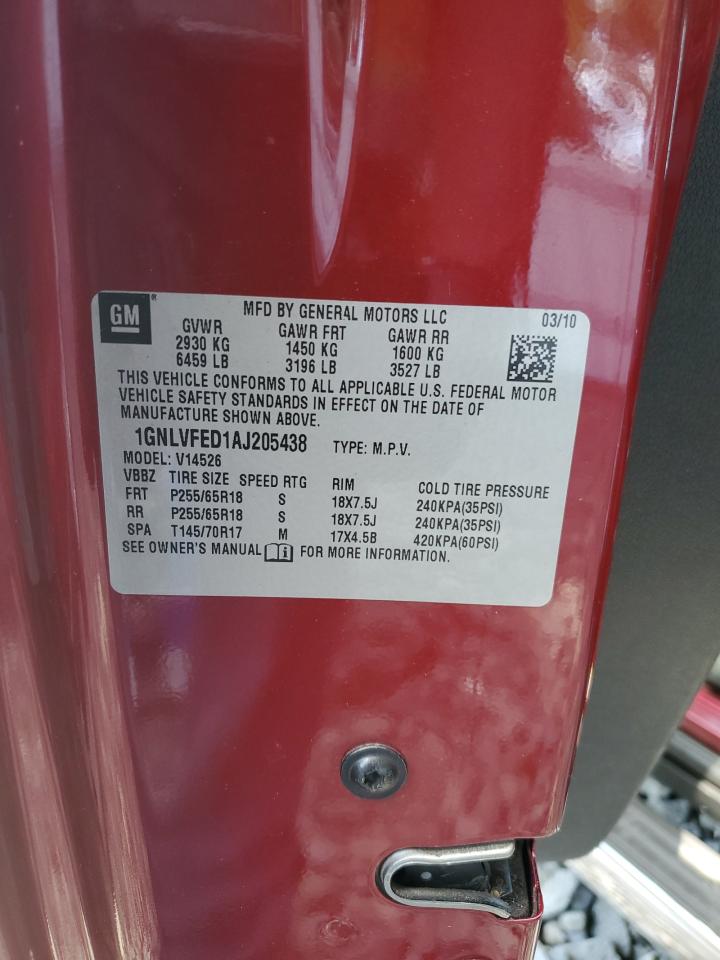 GM ®
MFD BY GENERAL MOTORS LLC 03/10
GVWR GAWR FRT GAWR RR
2930 KG 1450 KG 1600 KG
6459 LB 3196 LB 3527 LB
THIS VEHICLE CONFORMS TO ALL APPLICABLE U.S. FEDERAL MOTOR
VEHICLE SAFETY STANDARDS IN EFFECT ON THE DATE OF
MANUFACTURE SHOWN ABOVE.
1GNLVFED1AJ205438 TYPE: M.P.V.
MODEL: V14526
VBBZ TIRE SIZE SPEED RTG RIM COLD TIRE PRESSURE
FRT P255/65R18 S 18X7.5J 240KPA(35PSI)
RR P255/65R18 S 18X7.5J 240KPA(35PSI)
SPA T145/70R17 M 17X4.5B 420KPA(60PSI)
SEE OWNER'S MANUAL i FOR MORE INFORMATION.